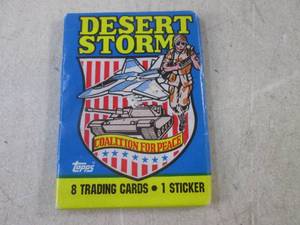 DESERT
STORM
COALITION FOR PEACE
topps
8 TRADING CARDS • 1 STICKER